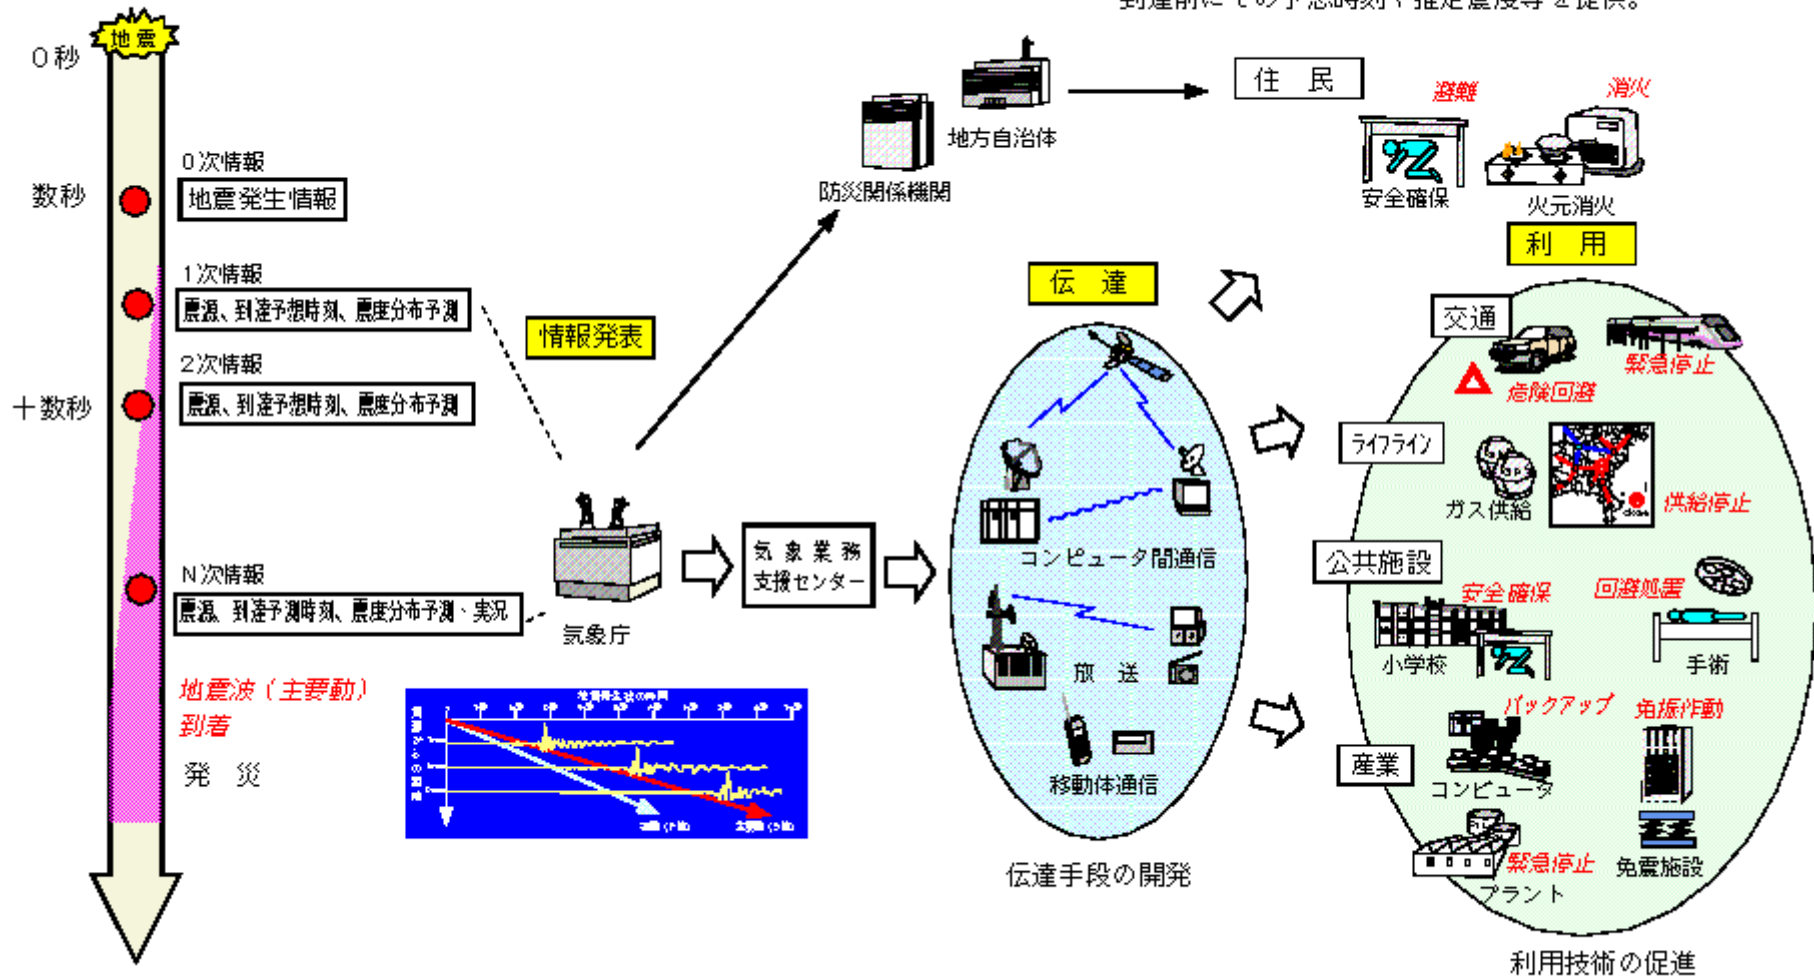 地震
0秒
0次情報
数秒
地震発生情報
1次情報
震源、到達予想時刻、震度分布予測
2次情報
十数秒
震源、到達予想時刻、震度分布予測
N次情報
震源、到達予測時刻、震度分布予測・実況
地震波（主要動）
到着
発 災
情報発表
気象庁
気象業務
支援センター
防災関係機関
地方自治体
住 民
避難
消火
安全確保
火元消火
伝 達
コンピュータ間通信
放 送
移動体通信
伝達手段の開発
利 用
交通
危険回避
緊急停止
ライフライン
ガス供給
供給停止
公共施設
安全確保
回避処置
小学校
手術
バックアップ
免振作動
産業
コンピュータ
緊急停止
プラント
免震施設
利用技術の促進